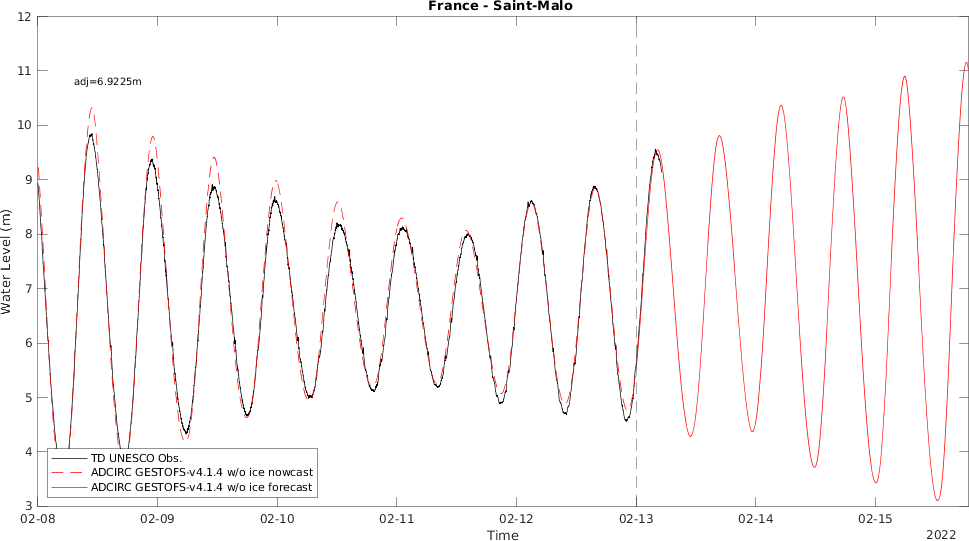 France - Saint-Malo
12
11
10
9
8
7
6
5
4
3
Water Level (m)
adj=6.9225m
TD UNESCO Obs.
ADCIRC GESTOFS-v4.1.4 w/o ice nowcast
ADCIRC GESTOFS-v4.1.4 w/o ice forecast
02-08 02-09 02-10 02-11 02-12 02-13 02-14 02-15
Time
2022